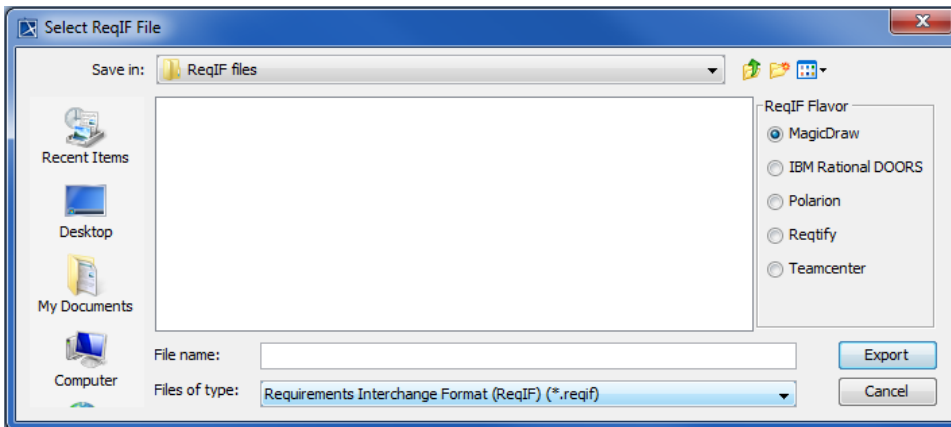 Select ReqIF File
Save in:
ReqIF files
Recent Items
Desktop
My Documents
Computer
ReqIF Flavor
MagicDraw
IBM Rational DOORS
Polarion
Reqtify
Teamcenter
File name:
Export
Files of type:
Requirements Interchange Format (ReqIF) (*.reqif)
Cancel